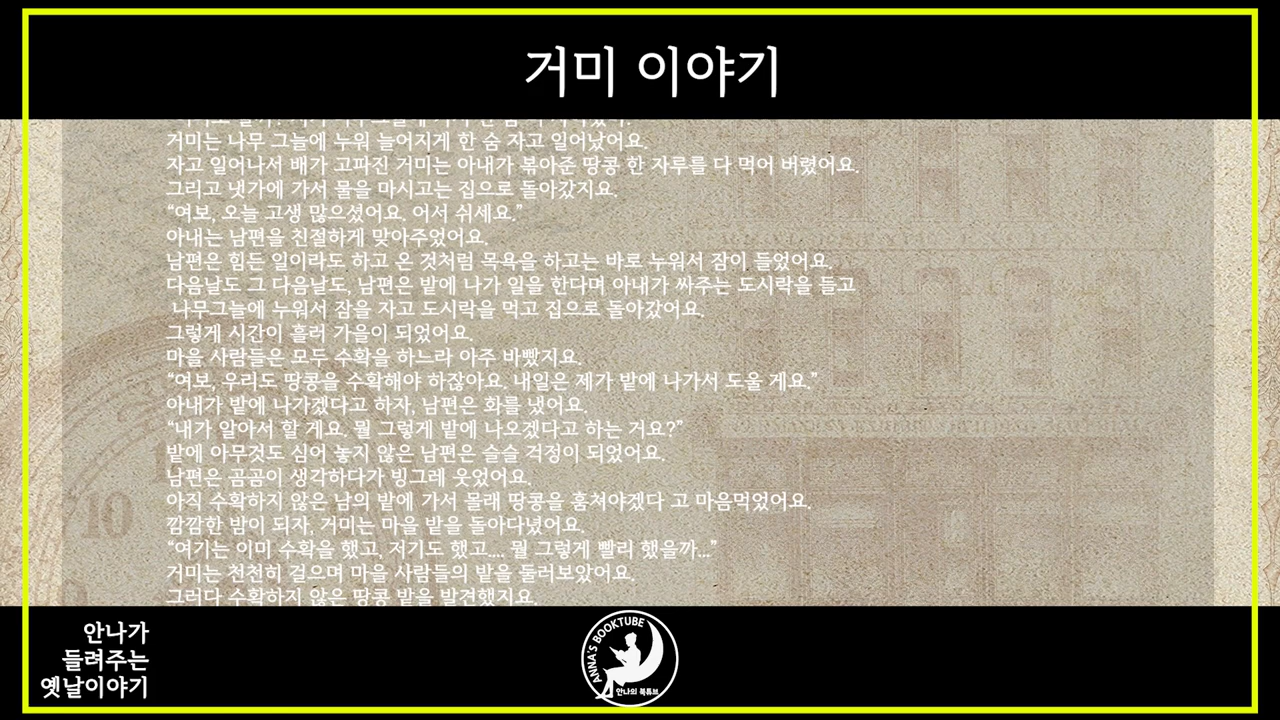 거미 이야기
거미는 나무 그늘에 누워 늘어지게 한 숨 자고 일어났어요.
자고 일어나서 배가 고파진 거미는 아내가 볶아준 땅콩 한 자루를 다 먹어 버렸어요.
그리고 냇가에 가서 물을 마시고는 집으로 돌아갔지요.
“여보, 오늘 고생 많으셨어요. 어서 쉬세요.”
아내는 남편을 친절하게 맞아주었어요.
남편은 힘든 일이라도 하고 온 것처럼 목욕을 하고는 바로 누워서 잠이 들었어요.
다음날도 그 다음날도, 남편은 밭에 나가 일을 한다며 아내가 싸주는 도시락을 들고
나무그늘에 누워서 잠을 자고 도시락을 먹고 집으로 돌아갔어요.
그렇게 시간이 흘러 가을이 되었어요.
마을 사람들은 모두 수확을 하느라 아주 바빴지요.
“여보, 우리도 땅콩을 수확해야 하잖아요. 내일은 제가 밭에 나가서 도울 게요.”
아내가 밭에 나가겠다고 하자, 남편은 화를 냈어요.
“내가 알아서 할 게요. 뭘 그렇게 밭에 나오겠다고 하는 거요?”
밭에 아무것도 심어 놓지 않은 남편은 슬슬 걱정이 되었어요.
남편은 곰곰이 생각하다가 빙그레 웃었어요.
아직 수확하지 않은 남의 밭에 가서 몰래 땅콩을 훔쳐야겠다 고 마음먹었어요.
깜깜한 밤이 되자, 거미는 마을 밭을 돌아다녔어요.
“여기는 이미 수확을 했고, 저기도 했고.... 뭘 그렇게 빨리 했을까...”
거미는 천천히 걸으며 마을 사람들의 밭을 둘러보았어요.
그러다 수확하지 않은 땅콩 밭을 발견했지요.
10
안나가
들려주는
옛날이야기
ANNA'S BOOKTUBE
안나의 북튜브